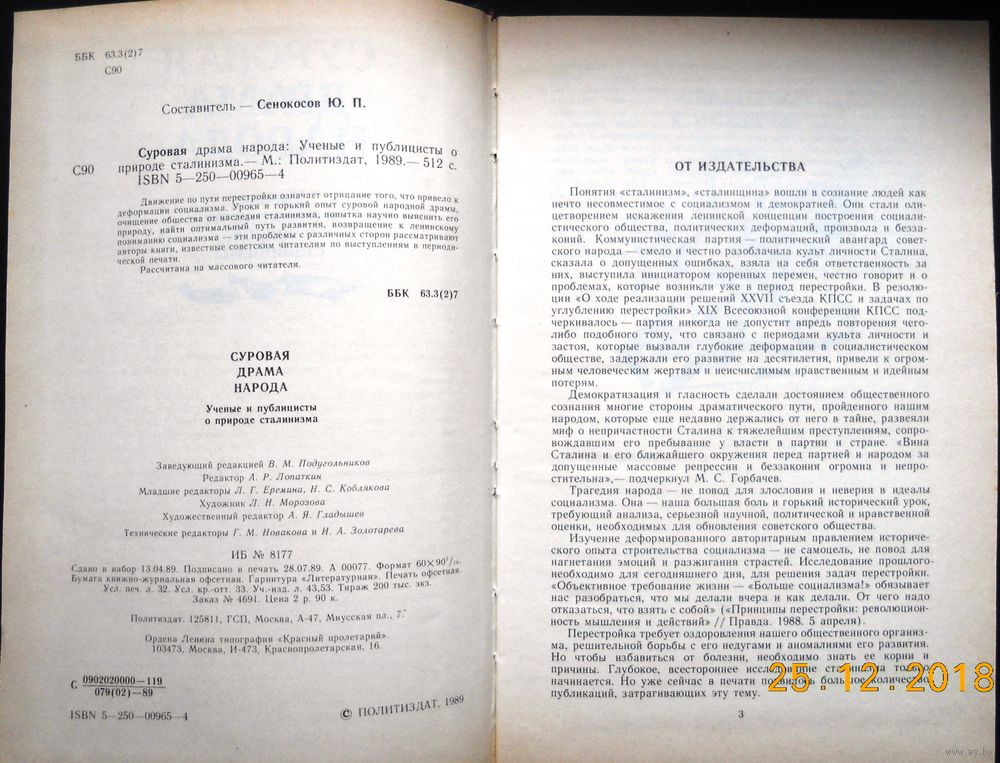 ББК 63.3(2)7
С90
Составитель — Сенокосов Ю. П.
Суровая драма народа: Ученые и публицисты о
С90 природе сталинизма.— М.: Политиздат, 1989.— 512 с.
ISBN 5—250—00965—4
Движение по пути перестройки означает отрицание того, что привело к
деформации социализма. Уроки и горький опыт суровой народной драмы,
очищение общества от наследия сталинизма, попытка научно выяснить его
природу, найти оптимальный путь развития, возвращение к ленинскому
пониманию социализма — эти проблемы с различных сторон рассматривают
авторы книги, известные советским читателям по выступлениям в периоди-
ческой печати.
Рассчитана на массового читателя.
ББК 63.3(2)7
СУРОВАЯ
ДРАМА
НАРОДА
Ученые и публицисты
о природе сталинизма
Заведующий редакцией В. М. Подугольников
Редактор А. Р. Лопаткин
Младшие редакторы Л. Г. Еремина, Н. С. Коблякова
Художник Л. Н. Морозова
Художественный редактор А. Я. Гладышев
Технические редакторы Г. М. Новакова и И. А. Золотарева
ИБ № 8177
Сдано в набор 13.04.89. Подписано в печать 28.07.89. А 00077. Формат 60×90¹/₁₆.
Бумага книжно-журнальная офсетная. Гарнитура «Литературная». Печать офсетная.
Усл. печ. л. 32. Усл. кр.-отт. 33. Уч.-изд. л. 43,53. Тираж 200 тыс. экз.
Заказ № 4691. Цена 2 р. 90 к.
Политиздат. 125811, ГСП, Москва, А-47, Миусская пл., 7.
Ордена Ленина типография «Красный пролетарий».
103473, Москва, И-473, Краснопролетарская, 16.
С 0902020000—119
079(02)—89
ISBN 5—250—00965—4
© ПОЛИТИЗДАТ, 1989
ОТ ИЗДАТЕЛЬСТВА
Понятия «сталинизм», «сталинщина» вошли в сознание людей как
нечто несовместимое с социализмом и демократией. Они стали оли-
цетворением искажения ленинской концепции построения социали-
стического общества, политических деформаций, произвола и безза-
коний. Коммунистическая партия — политический авангард совет-
ского народа — смело и честно разоблачила культ личности Сталина,
сказала о допущенных ошибках, взяла на себя ответственность за
них, выступила инициатором коренных перемен, честно говорит и о
проблемах, которые возникли уже в период перестройки. В резолю-
ции «О ходе реализации решений XXVII съезда КПСС и задачах по
углублению перестройки» XIX Всесоюзной конференции КПСС под-
черкивалось — партия никогда не допустит впредь повторения чего-
либо подобного тому, что связано с периодами культа личности и
застоя, которые вызвали глубокие деформации в социалистическом
обществе, задержали его развитие на десятилетия, привели к огром-
ным человеческим жертвам и неисчислимым нравственным и идейным
потерям.
Демократизация и гласность сделали достоянием общественного
сознания многие стороны драматического пути, пройденного нашим
народом, которые еще недавно держались от него в тайне, развеяли
миф о непричастности Сталина к тяжелейшим преступлениям, сопро-
вождавшим его пребывание у власти в партии и стране. «Вина
Сталина и его ближайшего окружения перед партией и народом за
допущенные массовые репрессии и беззакония огромна и непро-
стительна»,— подчеркнул М. С. Горбачев.
Трагедия народа — не повод для злословия и неверия в идеалы
социализма. Она — наша большая боль и горький исторический урок,
требующий анализа, серьезной научной, политической и нравственной
оценки, необходимых для обновления советского общества.
Изучение деформированного авторитарным правлением историче-
ского опыта строительства социализма — не самоцель, не повод для
нагнетания эмоций и разжигания страстей. Исследование прошлого
необходимо для сегодняшнего дня, для решения задач перестройки.
«Объективное требование жизни — «Больше социализма!» обязывает
нас разобраться, что мы делали вчера и как делали. От чего надо
отказаться, что взять с собой» («Принципы перестройки: революцион-
ность мышления и действий» // Правда. 1988. 5 апреля).
Перестройка требует оздоровления нашего общественного организ-
ма, решительной борьбы с его недугами и аномалиями его развития.
Но чтобы избавиться от болезни, необходимо знать ее корни и
причины. Глубокое, всестороннее исследование сталинизма только
начинается. Но уже сейчас в печати появилось большое количество
публикаций, затрагивающих эту тему.
25.12.2018
3
www.ay.by